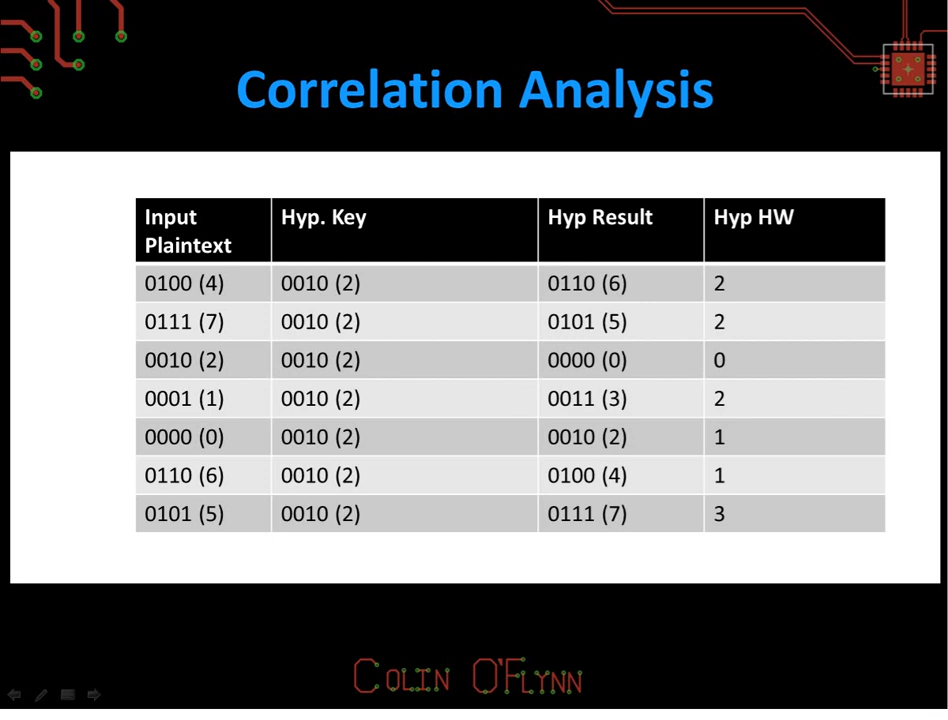 Correlation Analysis
Input Plaintext Hyp. Key Hyp Result Hyp HW
0100 (4) 0010 (2) 0110 (6) 2
0111 (7) 0010 (2) 0101 (5) 2
0010 (2) 0010 (2) 0000 (0) 0
0001 (1) 0010 (2) 0011 (3) 2
0000 (0) 0010 (2) 0010 (2) 1
0110 (6) 0010 (2) 0100 (4) 1
0101 (5) 0010 (2) 0111 (7) 3
COLIN O'FLYNN